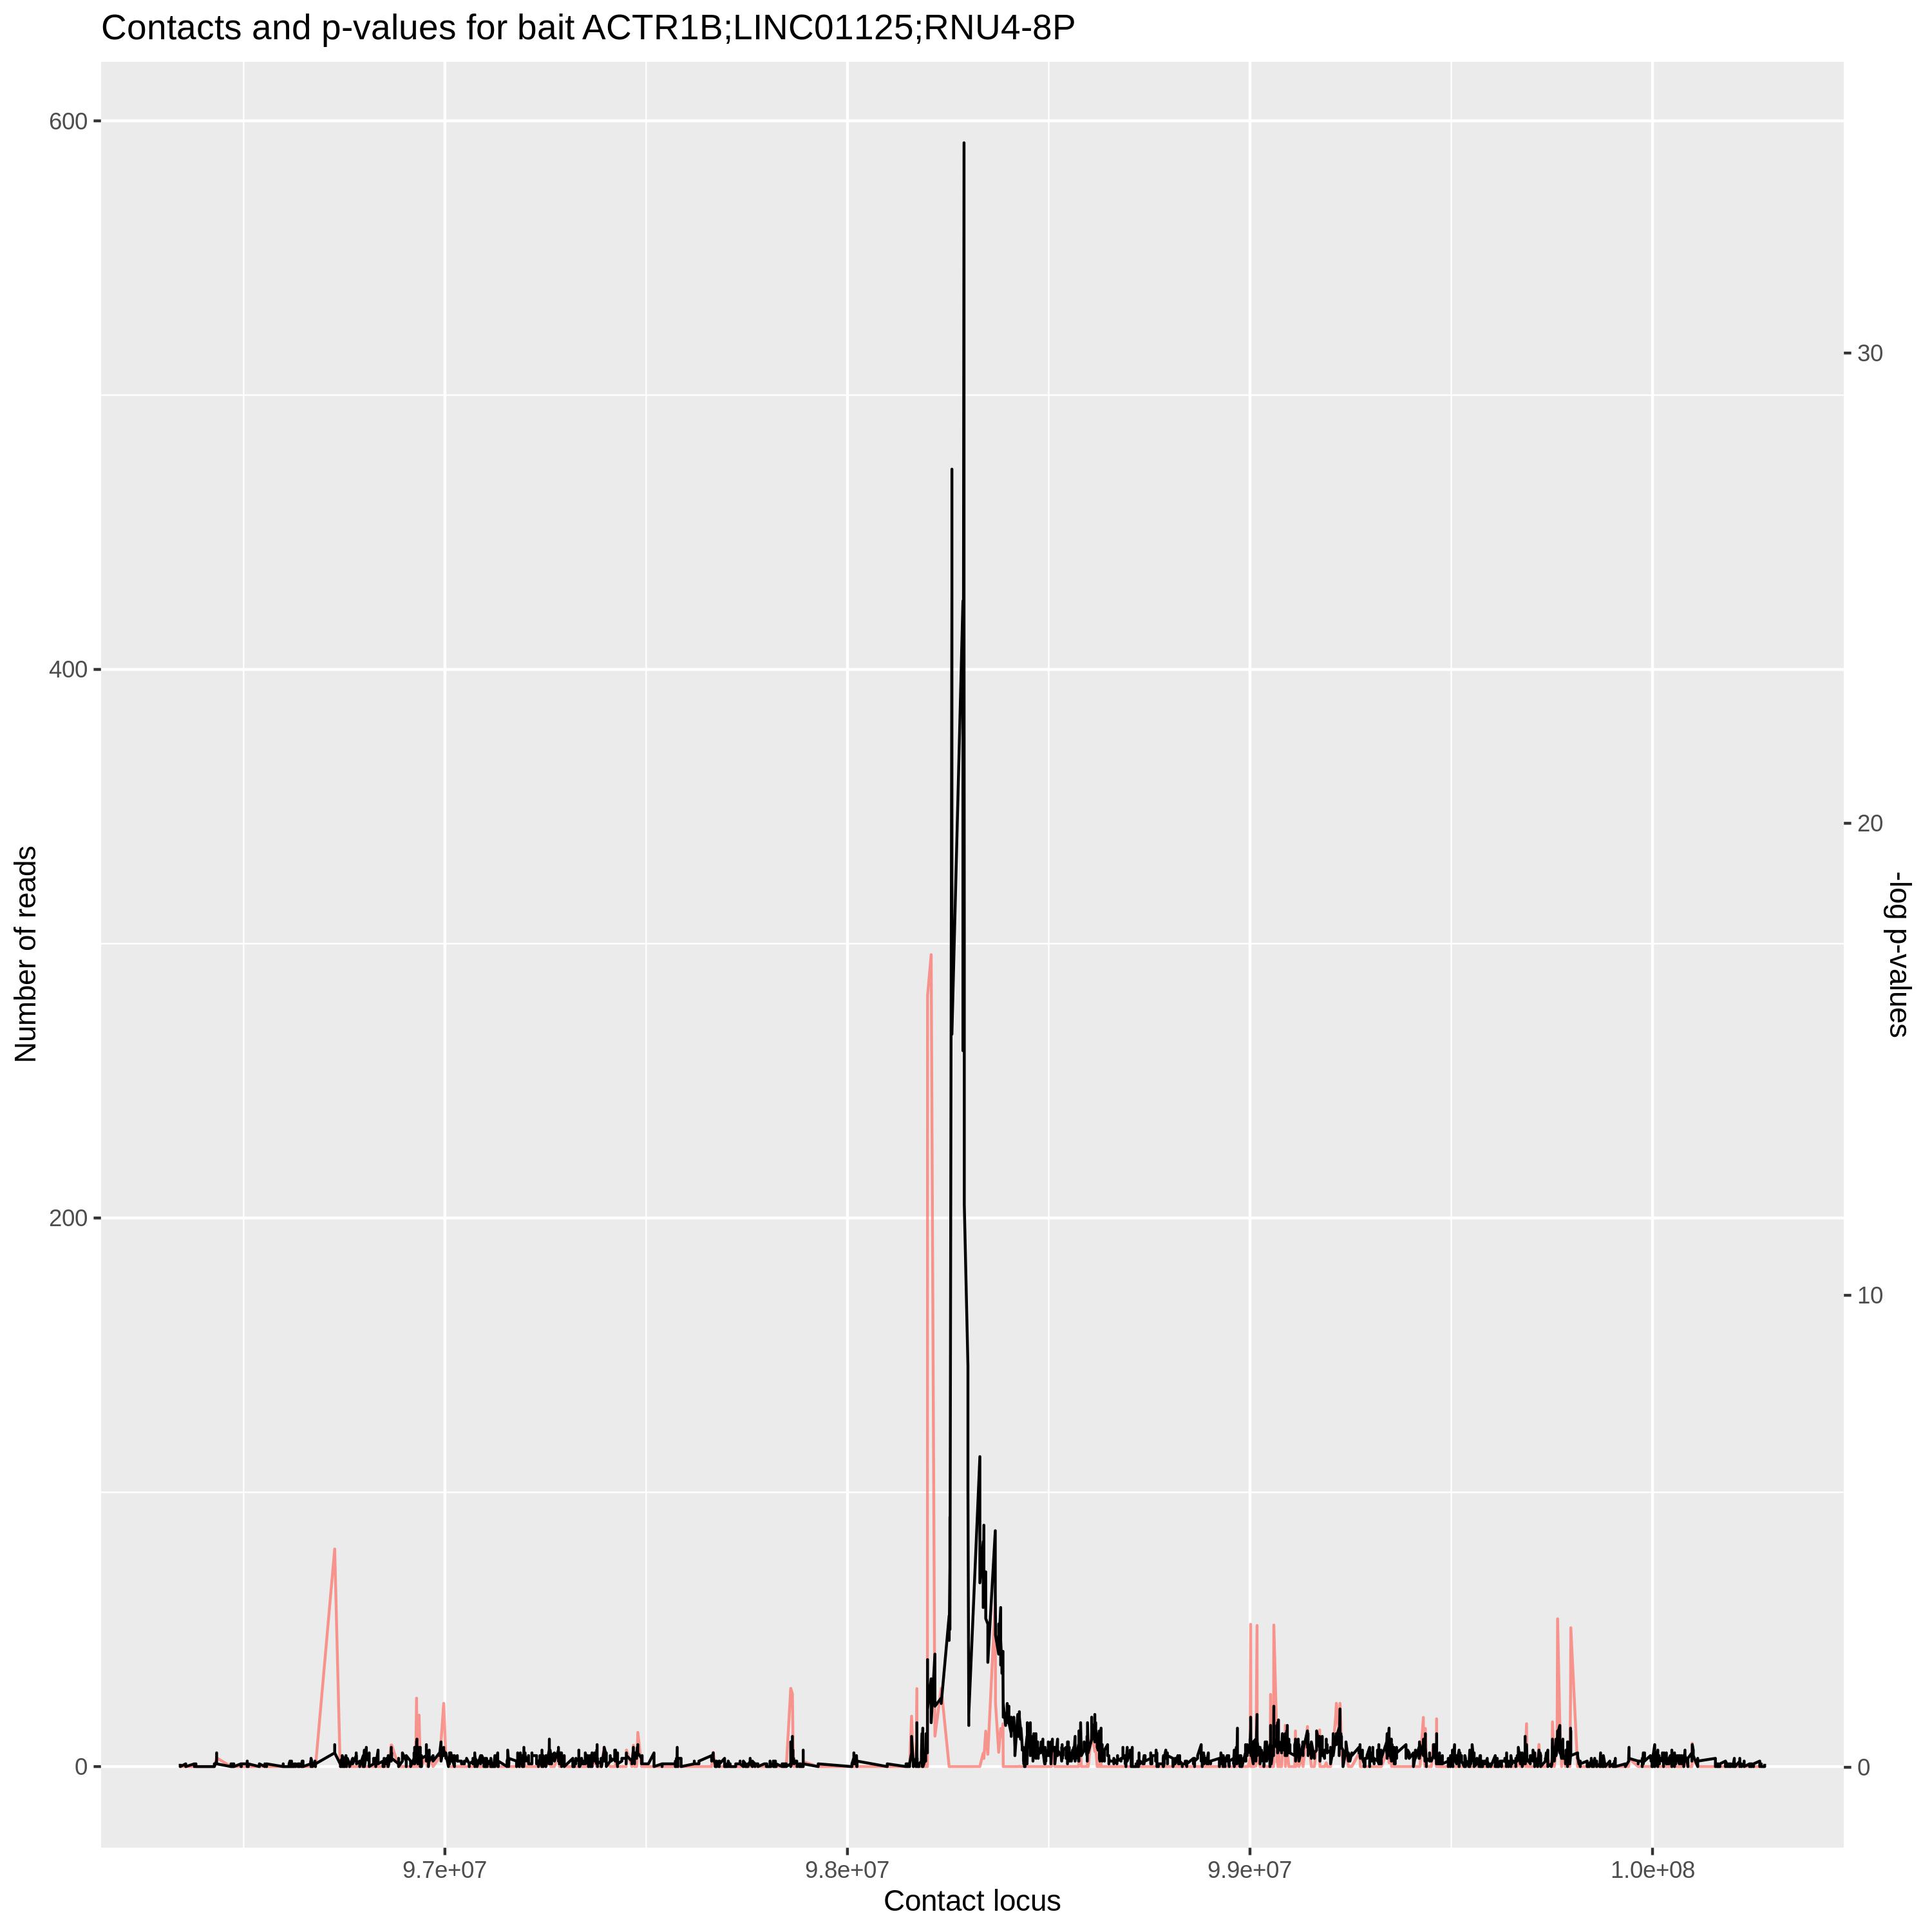 Contacts and p-values for bait ACTR1B;LINC01125;RNU4-8P
600
400
200
0
Number of reads
30
20
10
0
-log p-values
9.7e+07
9.8e+07
9.9e+07
1.0e+08
Contact locus